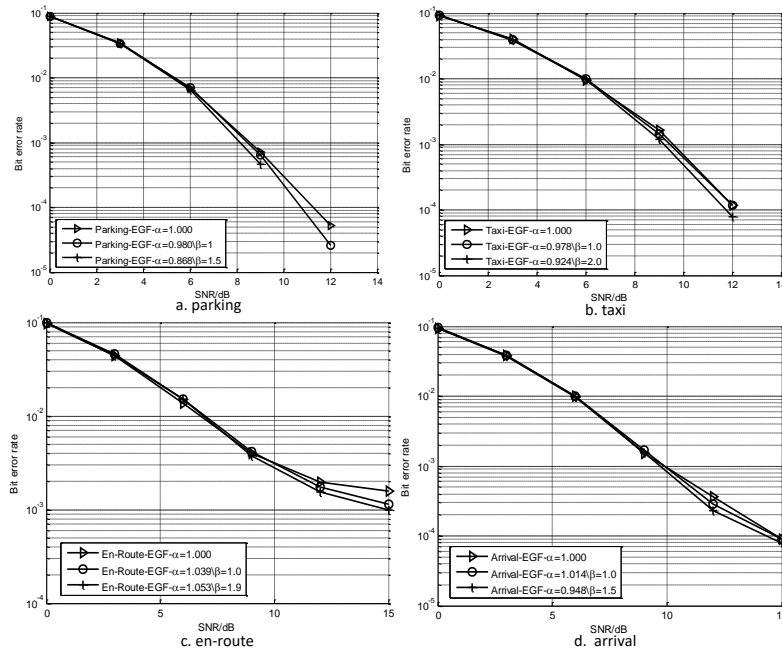 10^-1
10^-2
10^-3
10^-4
10^-5
Bit error rate
Parking-EGF-α=1.000
Parking-EGF-α=0.980\β=1
Parking-EGF-α=0.868\β=1.5
0 2 4 6 8 10 12 14
SNR/dB
a. parking
10^-1
10^-2
10^-3
10^-4
10^-5
Bit error rate
Taxi-EGF-α=1.000
Taxi-EGF-α=0.978\β=1.0
Taxi-EGF-α=0.924\β=2.0
0 2 4 6 8 10 12 14
SNR/dB
b. taxi
10^-1
10^-2
10^-3
10^-4
Bit error rate
En-Route-EGF-α=1.000
En-Route-EGF-α=1.039\β=1.0
En-Route-EGF-α=1.053\β=1.9
0 5 10 15
SNR/dB
c. en-route
10^-1
10^-2
10^-3
10^-4
10^-5
Bit error rate
Arrival-EGF-α=1.000
Arrival-EGF-α=1.014\β=1.0
Arrival-EGF-α=0.948\β=1.5
0 5 10 15
SNR/dB
d. arrival